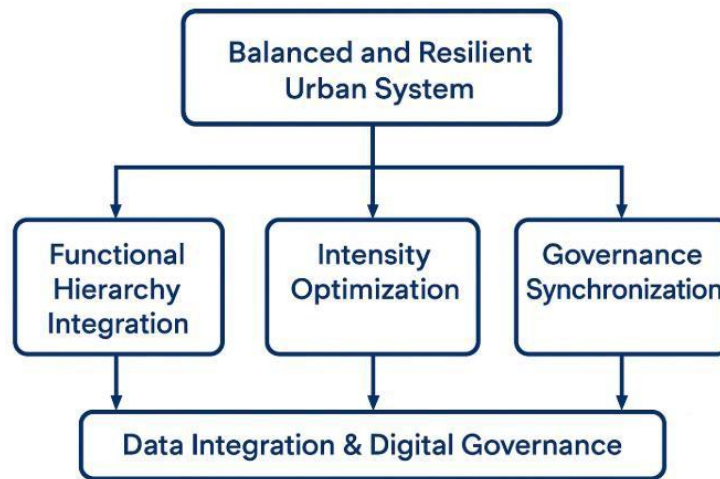 Balanced and Resilient
Urban System
Functional
Hierarchy
Integration
Intensity
Optimization
Governance
Synchronization
Data Integration & Digital Governance